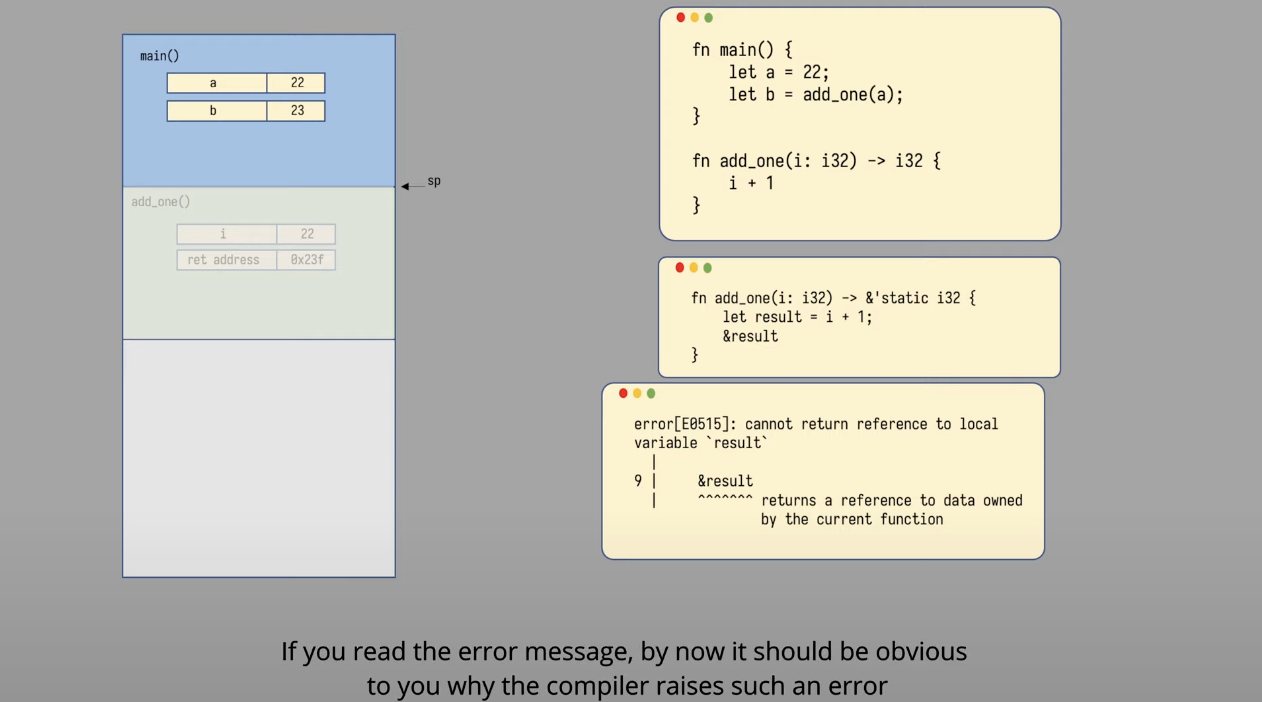 main()
a 22
b 23
sp
add_one()
i 22
ret address 0x23f
fn main() {
    let a = 22;
    let b = add_one(a);
}
fn add_one(i: i32) -> i32 {
    i + 1
}
fn add_one(i: i32) -> &'static i32 {
    let result = i + 1;
    &result
}
error[E0515]: cannot return reference to local
variable `result`
  |
9 |    &result
  |    ^^^^^^^ returns a reference to data owned
            by the current function
If you read the error message, by now it should be obvious
to you why the compiler raises such an error